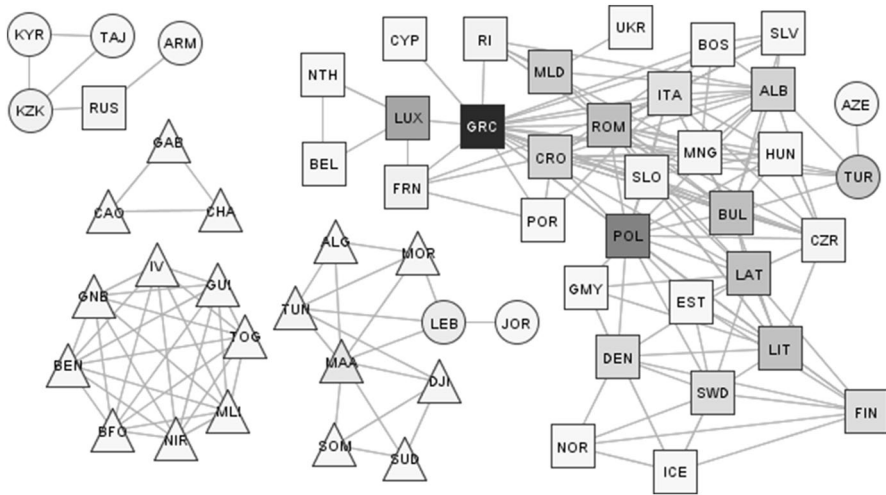 KYR
TAJ
ARM
KZK
RUS
GAB
CAO
CHA
IV
GNB
GUI
TOG
BEN
BFO
NIR
MLI
ALG
MOR
TUN
LEB
JOR
MAA
DJI
SOM
SUD
CYP
RI
UKR
BOS
SLV
NTH
MLD
ITA
ALB
LUX
GRC
ROM
AZE
BEL
CRO
MNG
HUN
FRN
SLO
TUR
POR
POL
BUL
CZR
GMY
EST
LAT
DEN
LIT
SWD
FIN
NOR
ICE